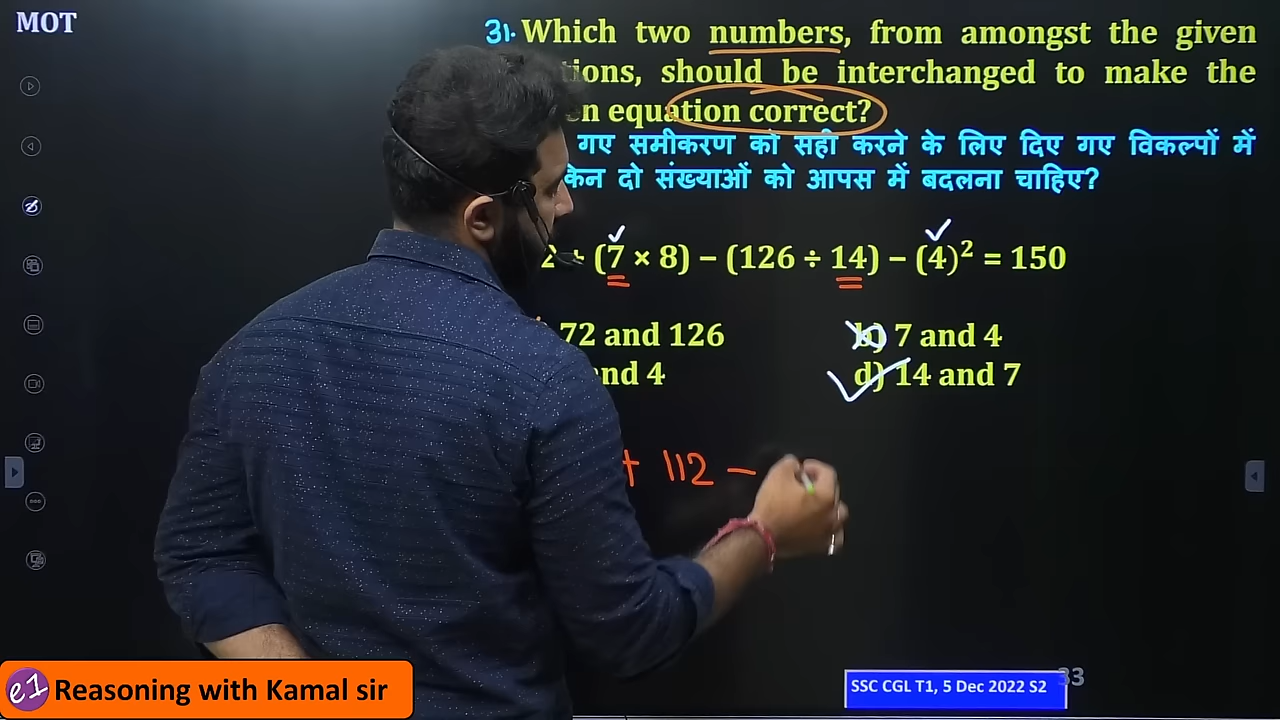 MOT
31. Which two numbers, from amongst the given
tions, should be interchanged to make the
n equation correct?
गए समीकरण को सही करने के लिए दिए गए विकल्पों में
किन दो संख्याओं को आपस में बदलना चाहिए?
2 + (7 × 8) – (126 ÷ 14) – (4)² = 150
72 and 126
b) 7 and 4
nd 4
d) 14 and 7
+ 112 –
e1 Reasoning with Kamal sir
SSC CGL T1, 5 Dec 2022 S2
33